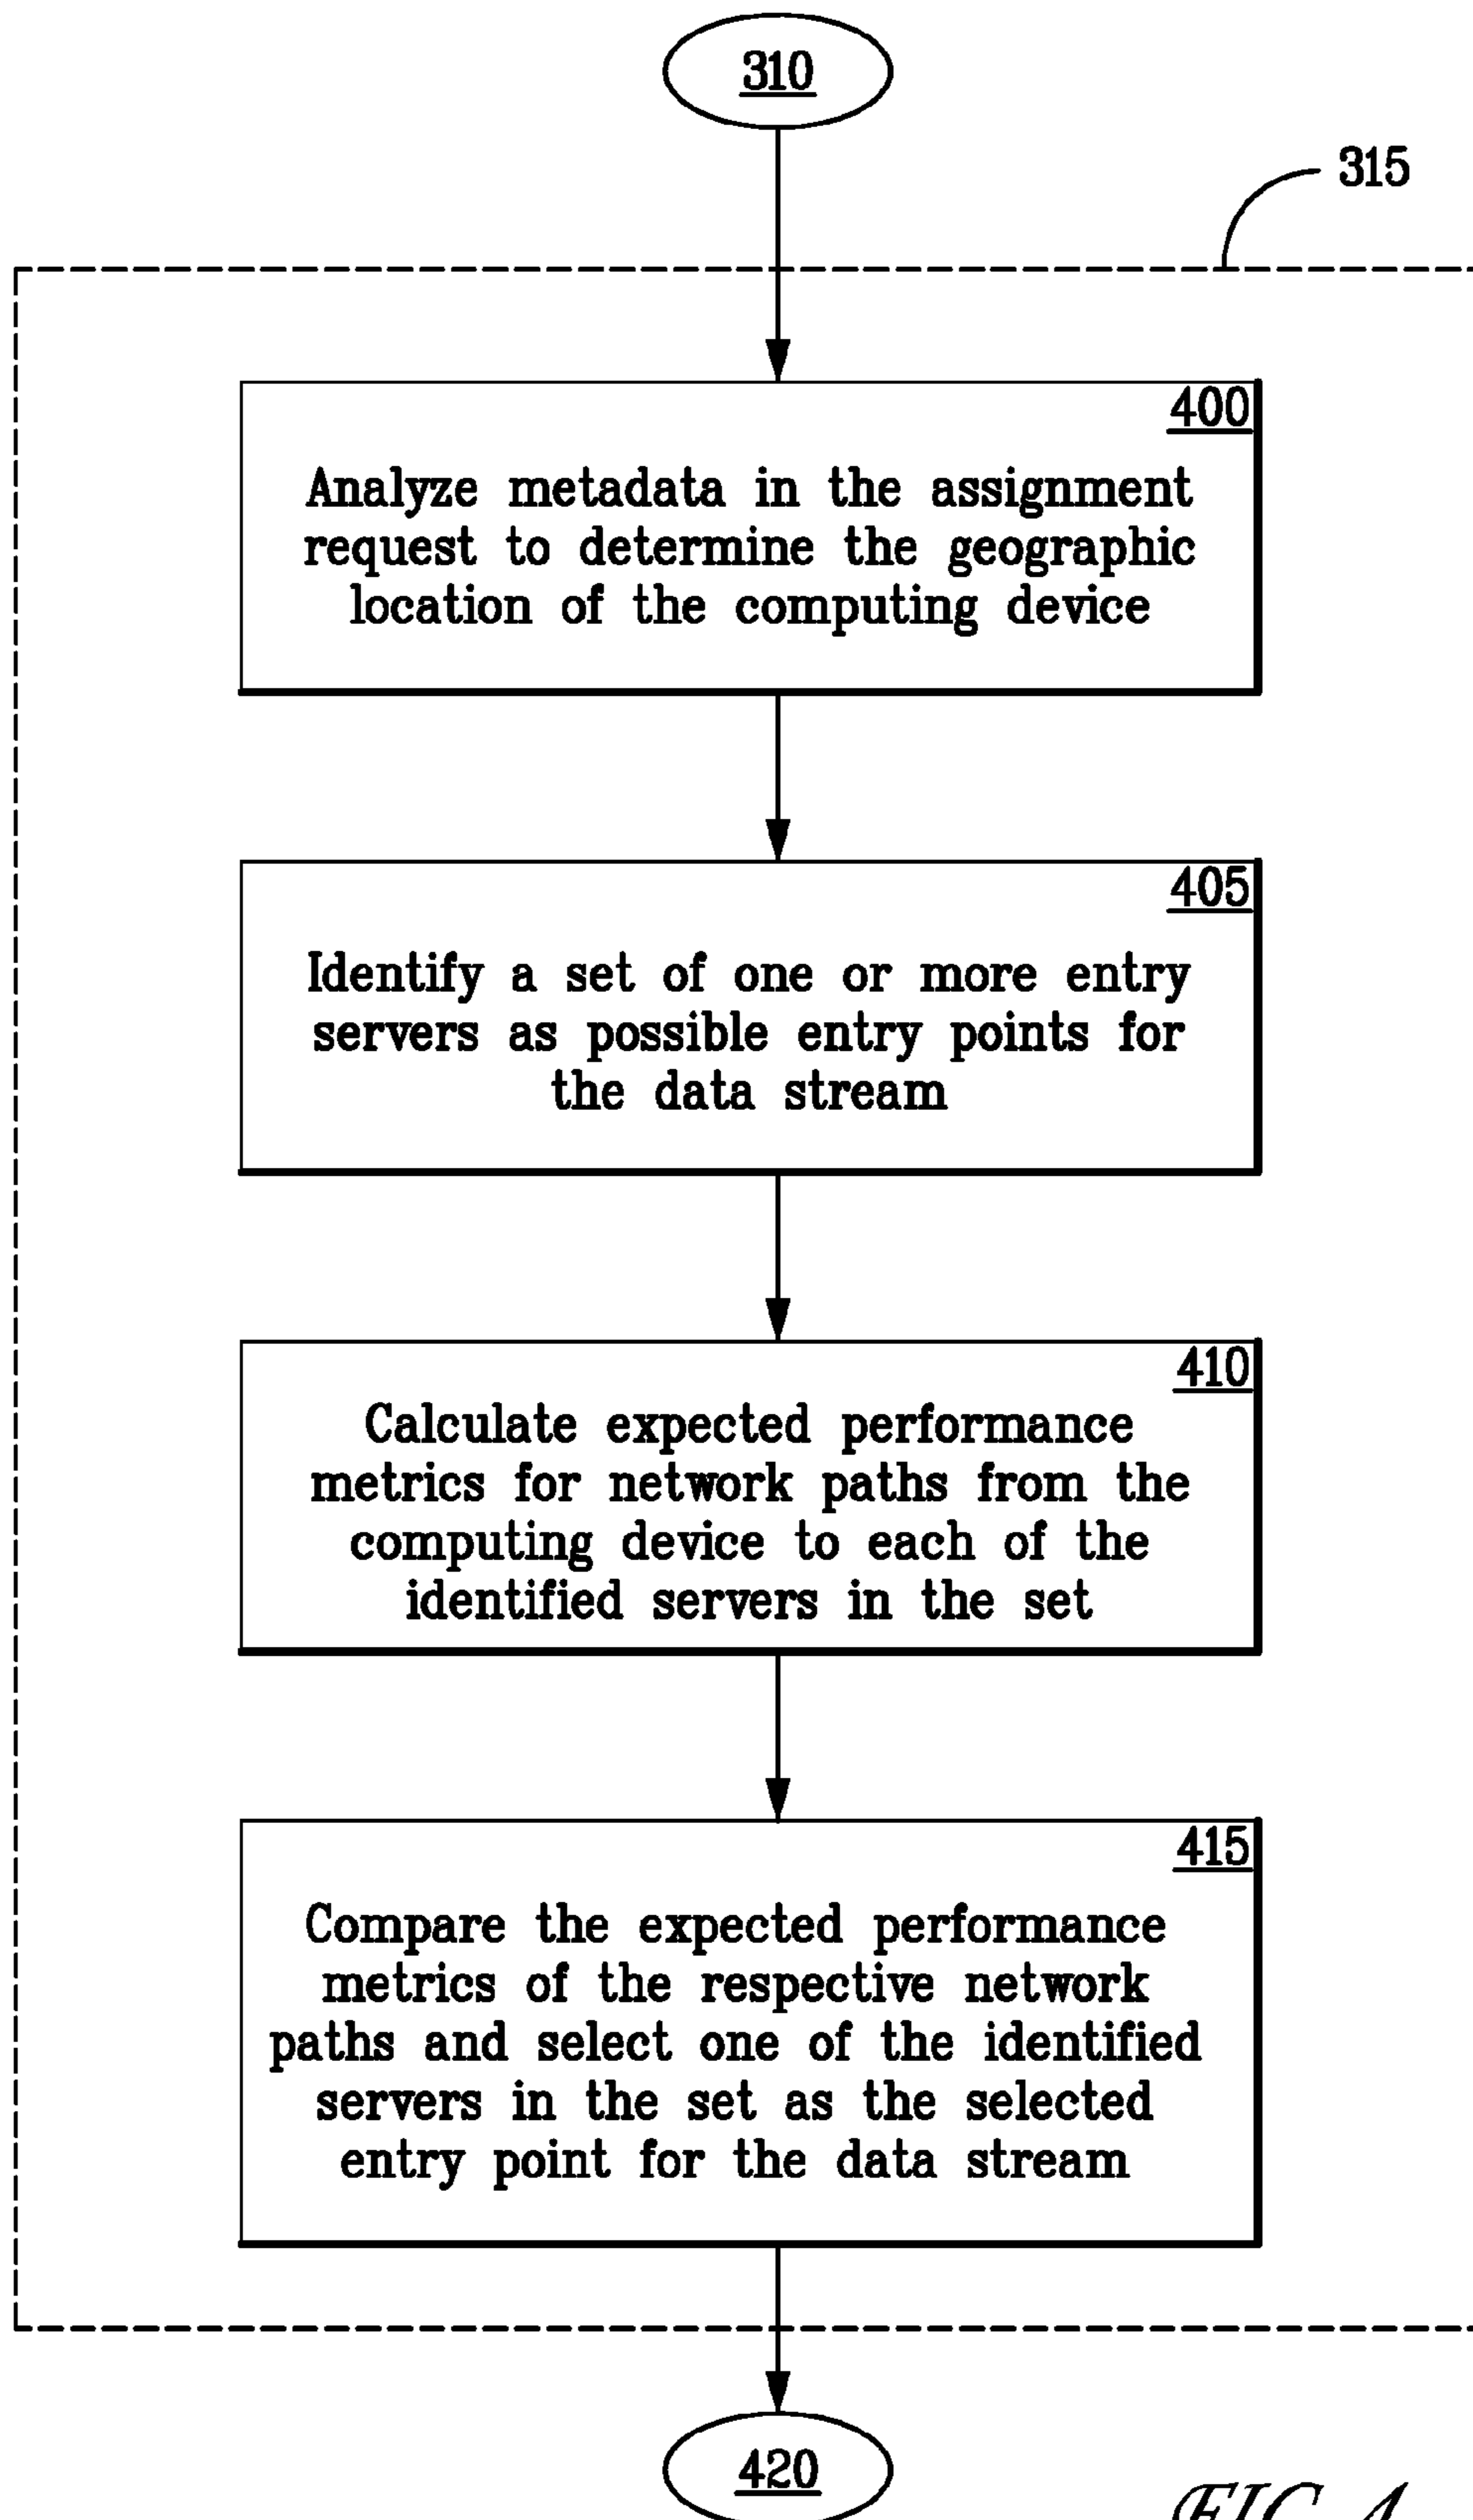 310
315
400
Analyze metadata in the assignment
request to determine the geographic
location of the computing device
405
Identify a set of one or more entry
servers as possible entry points for
the data stream
410
Calculate expected performance
metrics for network paths from the
computing device to each of the
identified servers in the set
415
Compare the expected performance
metrics of the respective network
paths and select one of the identified
servers in the set as the selected
entry point for the data stream
420